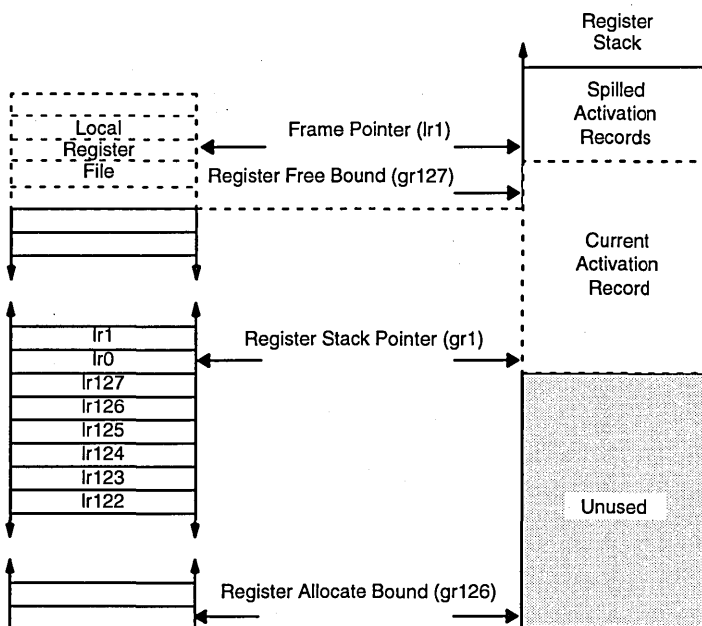 Register
Stack
Spilled
Activation
Records
Local
Register
File
Frame Pointer (lr1)
Register Free Bound (gr127)
Current
Activation
Record
lr1
lr0
lr127
lr126
lr125
lr124
lr123
lr122
Register Stack Pointer (gr1)
Unused
Register Allocate Bound (gr126)